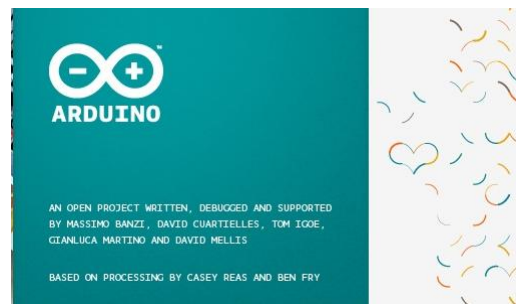 ARDUINO
AN OPEN PROJECT WRITTEN, DEBUGGED AND SUPPORTED
BY MASSIMO BANZI, DAVID CUARTIELLES, TOM IGOE,
GIANLUCA MARTINO AND DAVID MELLIS
BASED ON PROCESSING BY CASEY REAS AND BEN FRY